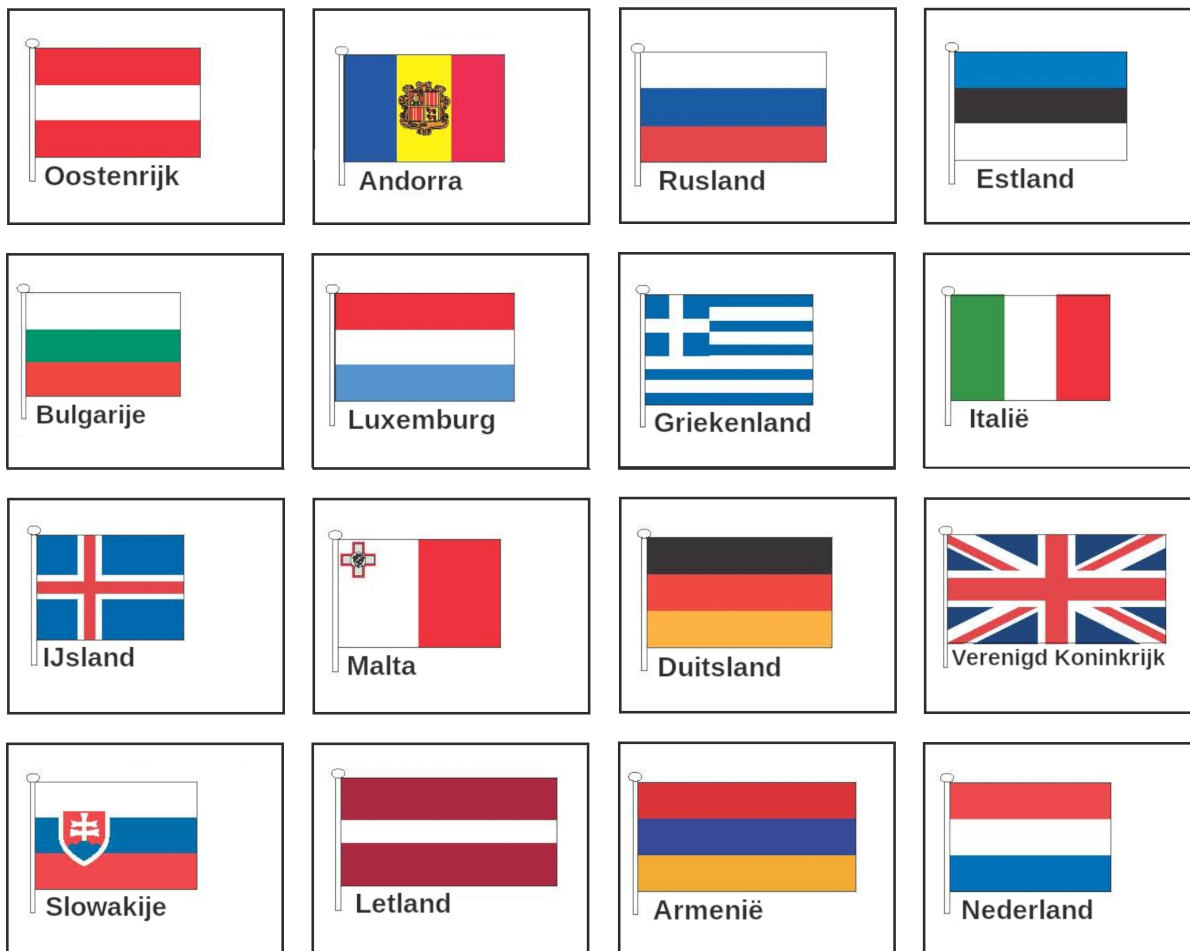 Oostenrijk
Andorra
Rusland
Estland
Bulgarije
Luxemburg
Griekenland
Italië
IJsland
Malta
Duitsland
Verenigd Koninkrijk
Slowakije
Letland
Armenië
Nederland